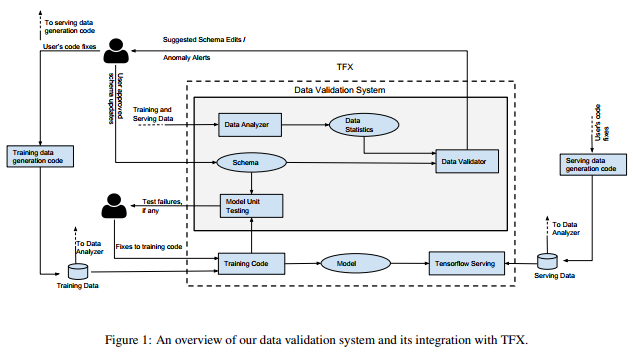 To serving data
generation code
User's code fixes
Suggested Schema Edits /
Anomaly Alerts
TFX
Data Validation System
User approved
schema updates
Training and
Serving Data
Data Analyzer
Data
Statistics
User's code
fixes
Training data
generation code
Schema
Data Validator
Serving data
generation code
Test failures,
if any
Model Unit
Testing
To Data
Analyzer
Fixes to training code
To Data
Analyzer
Training Code
Model
Tensorflow Serving
Training Data
Serving Data
Figure 1: An overview of our data validation system and its integration with TFX.